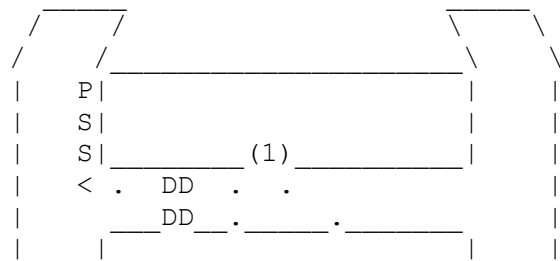 P
S
S (1)
< . DD . .
DD . .